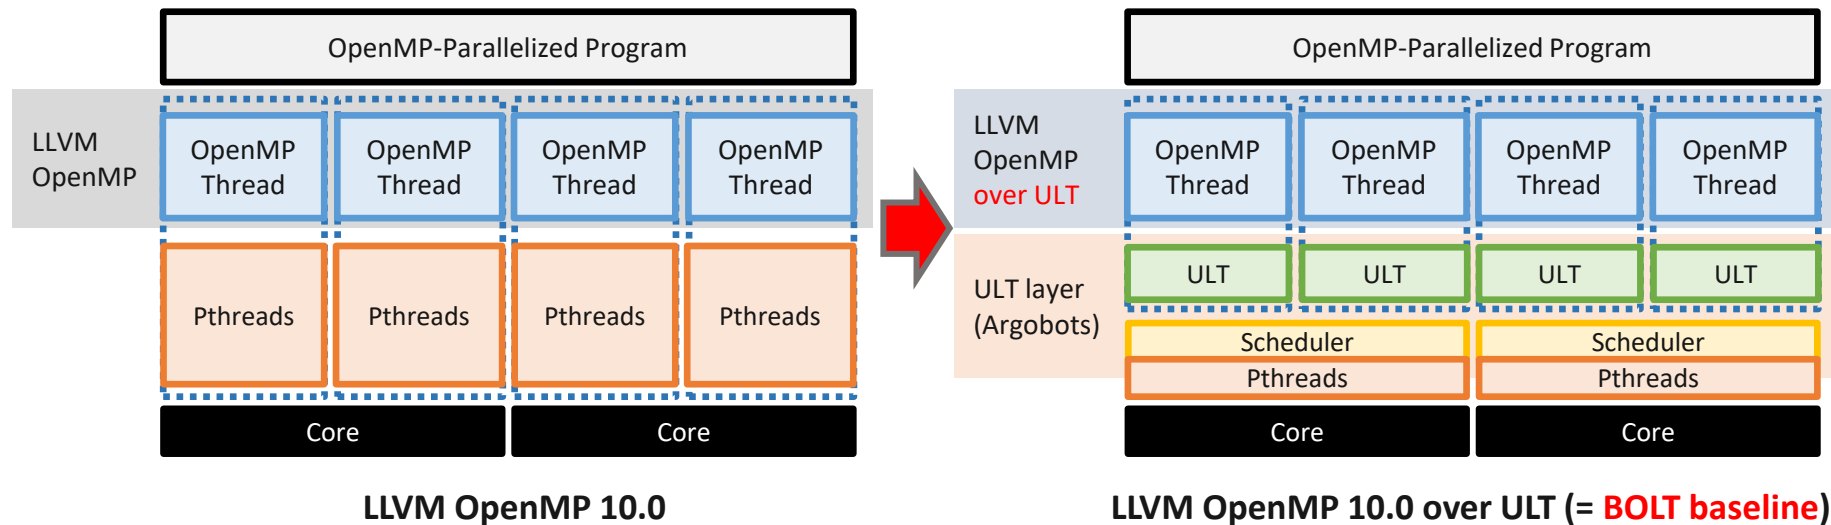 OpenMP-Parallelized Program
LLVM
OpenMP
OpenMP
Thread
OpenMP
Thread
OpenMP
Thread
OpenMP
Thread
Pthreads
Pthreads
Pthreads
Pthreads
Core
Core
LLVM OpenMP 10.0
OpenMP-Parallelized Program
LLVM
OpenMP
over ULT
OpenMP
Thread
OpenMP
Thread
OpenMP
Thread
OpenMP
Thread
ULT layer
(Argobots)
ULT
ULT
ULT
ULT
Scheduler
Scheduler
Pthreads
Pthreads
Core
Core
LLVM OpenMP 10.0 over ULT (= BOLT baseline)